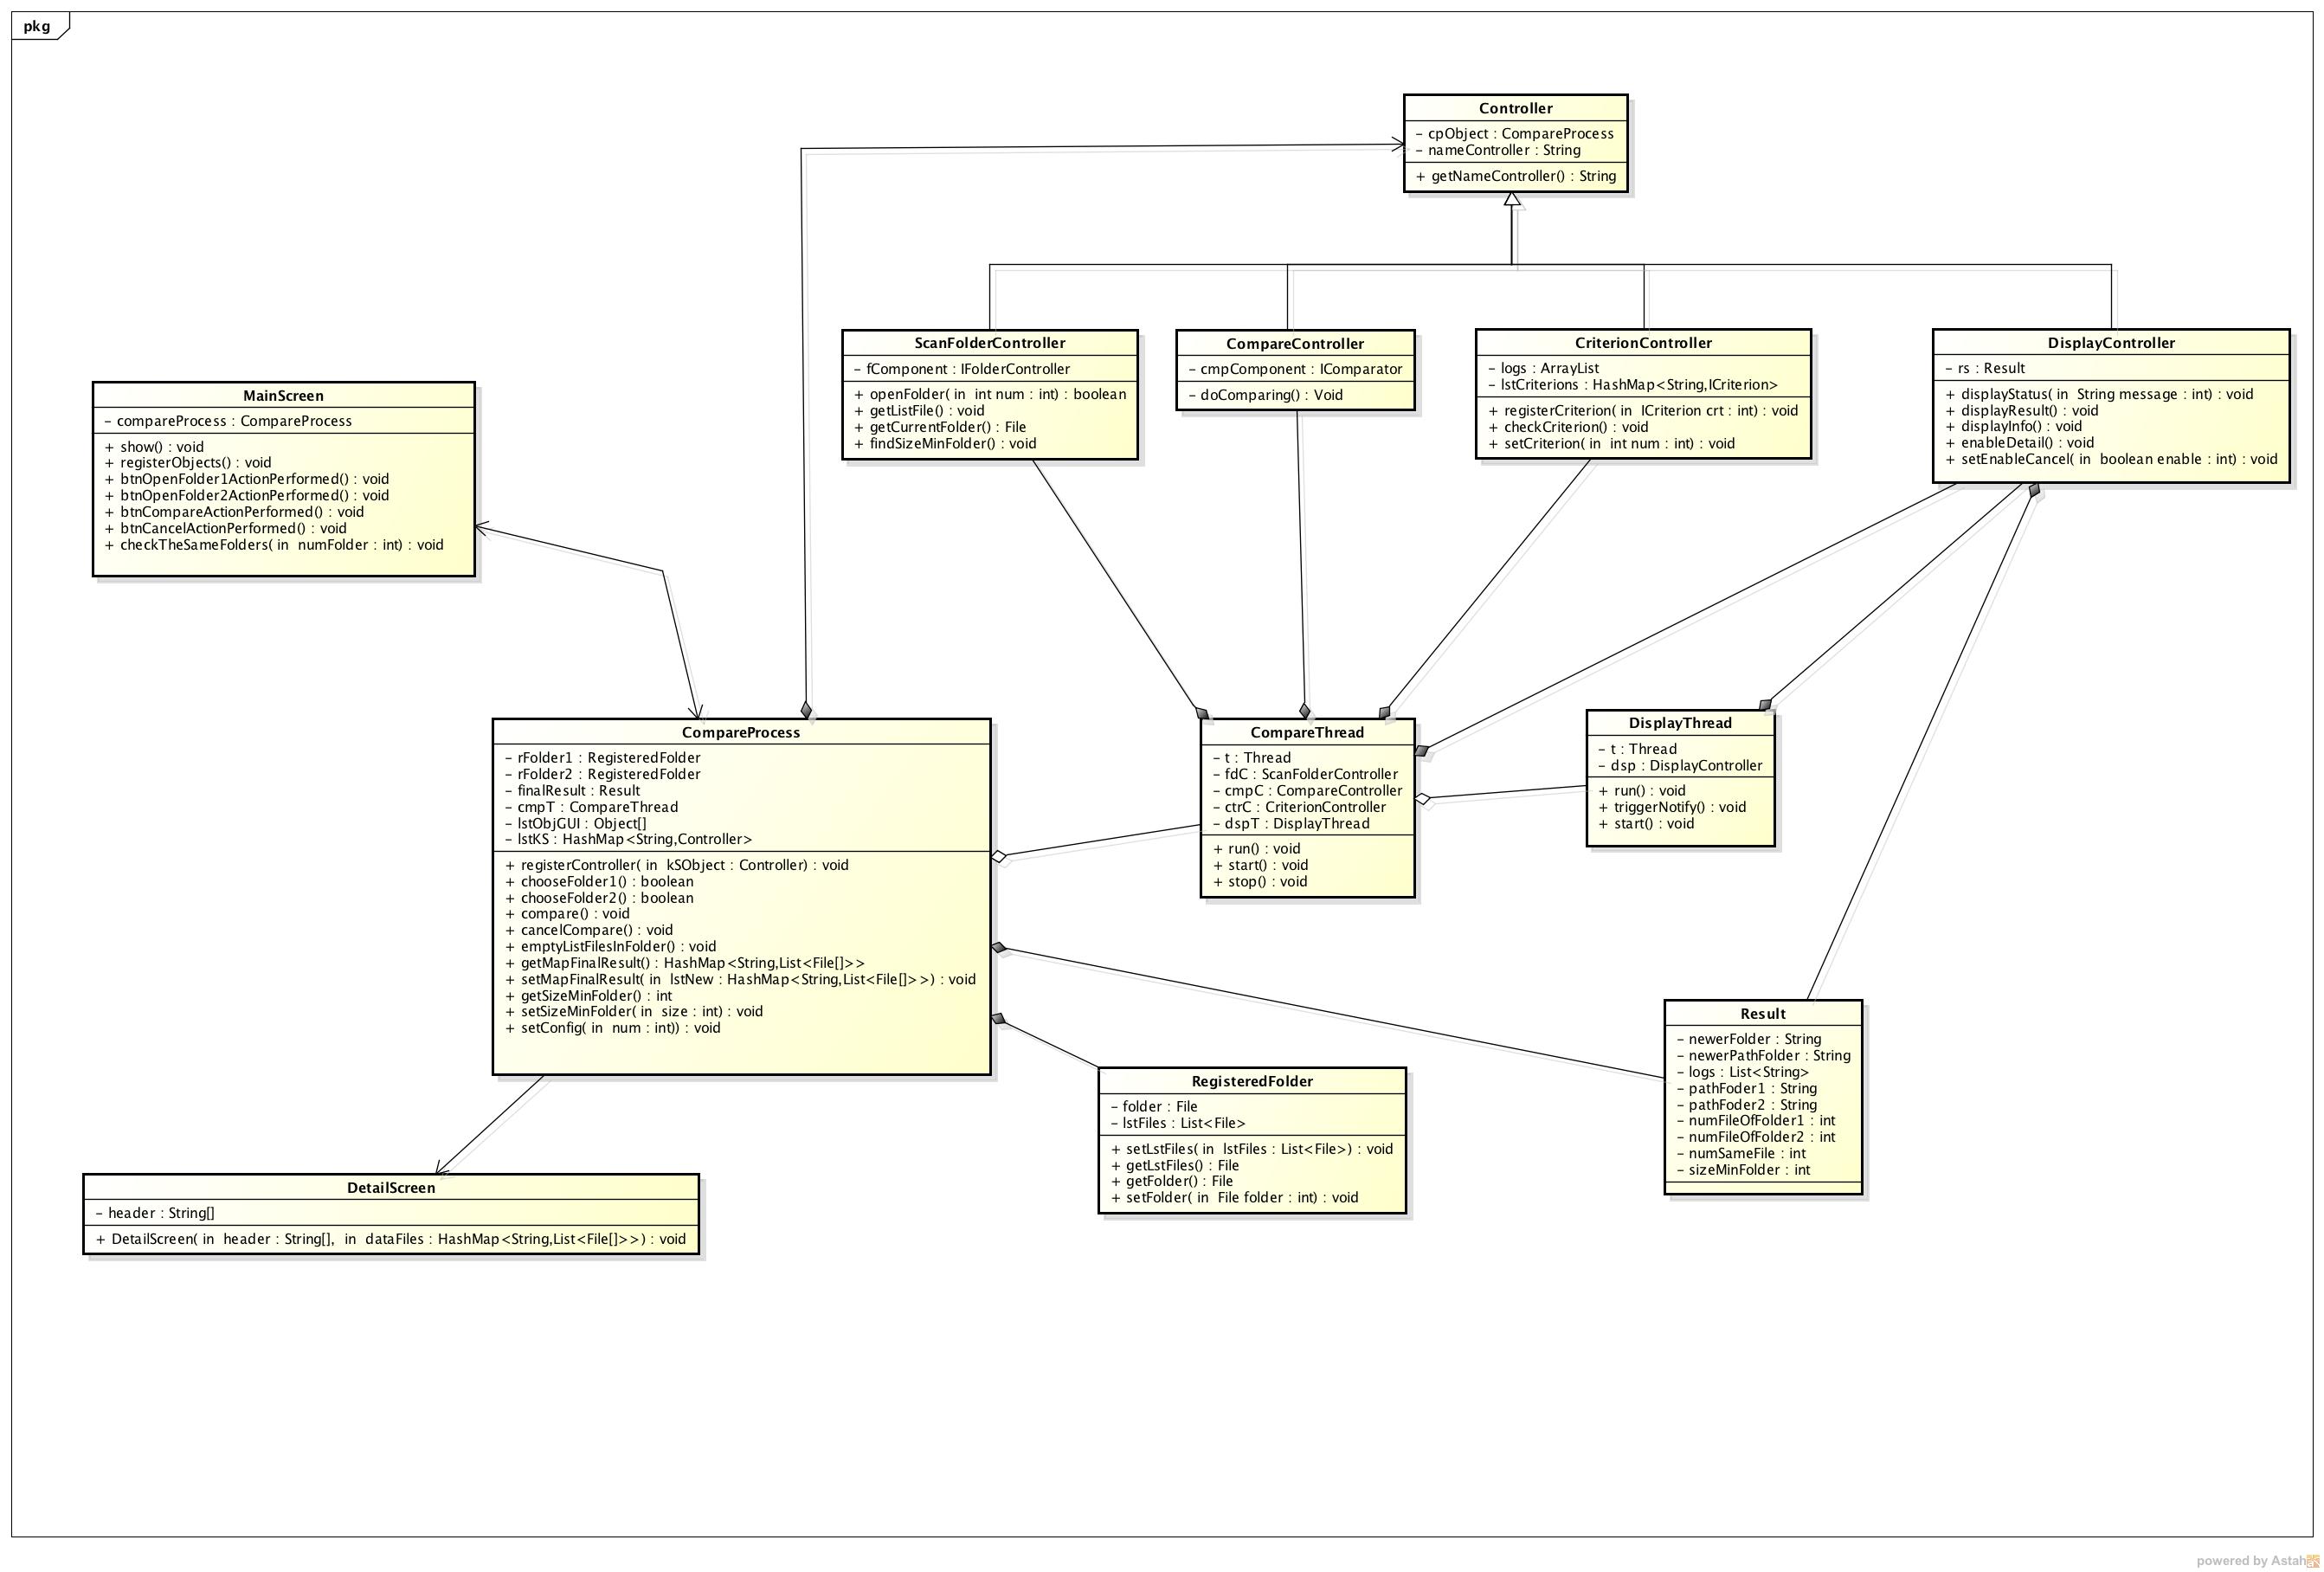 pkg
Controller
- cpObject : CompareProcess
- nameController : String
+ getNameController() : String
ScanFolderController
- fComponent : IFolderController
+ openFolder( in int num : int) : boolean
+ getListFile() : void
+ getCurrentFolder() : File
+ findSizeMinFolder() : void
CompareController
- cmpComponent : IComparator
- doComparing() : Void
CriterionController
- logs : ArrayList
- lstCriterions : HashMap<String,ICriterion>
+ registerCriterion( in ICriterion crt : int) : void
+ checkCriterion() : void
+ setCriterion( in int num : int) : void
DisplayController
- rs : Result
+ displayStatus( in String message : int) : void
+ displayResult() : void
+ displayInfo() : void
+ enableDetail() : void
+ setEnableCancel( in boolean enable : int) : void
MainScreen
- compareProcess : CompareProcess
+ show() : void
+ registerObjects() : void
+ btnOpenFolder1ActionPerformed() : void
+ btnOpenFolder2ActionPerformed() : void
+ btnCompareActionPerformed() : void
+ btnCancelActionPerformed() : void
+ checkTheSameFolders( in numFolder : int) : void
CompareProcess
- rFolder1 : RegisteredFolder
- rFolder2 : RegisteredFolder
- finalResult : Result
- cmpT : CompareThread
- lstObjGUI : Object[]
- lstKS : HashMap<String,Controller>
+ registerController( in kSObject : Controller) : void
+ chooseFolder1() : boolean
+ chooseFolder2() : boolean
+ compare() : void
+ cancelCompare() : void
+ emptyListFilesInFolder() : void
+ getMapFinalResult() : HashMap<String,List<File[]>>
+ setMapFinalResult( in lstNew : HashMap<String,List<File[]>>) : void
+ getSizeMinFolder() : int
+ setSizeMinFolder( in size : int) : void
+ setConfig( in num : int)) : void
CompareThread
- t : Thread
- fdC : ScanFolderController
- cmpC : CompareController
- ctrC : CriterionController
- dspT : DisplayThread
+ run() : void
+ start() : void
+ stop() : void
DisplayThread
- t : Thread
- dsp : DisplayController
+ run() : void
+ triggerNotify() : void
+ start() : void
Result
- newerFolder : String
- newerPathFolder : String
- logs : List<String>
- pathFoder1 : String
- pathFoder2 : String
- numFileOfFolder1 : int
- numFileOfFolder2 : int
- numSameFile : int
- sizeMinFolder : int
RegisteredFolder
- folder : File
- lstFiles : List<File>
+ setLstFiles( in lstFiles : List<File>) : void
+ getLstFiles() : File
+ getFolder() : File
+ setFolder( in File folder : int) : void
DetailScreen
- header : String[]
+ DetailScreen( in header : String[], in dataFiles : HashMap<String,List<File[]>>) : void
powered by Astah